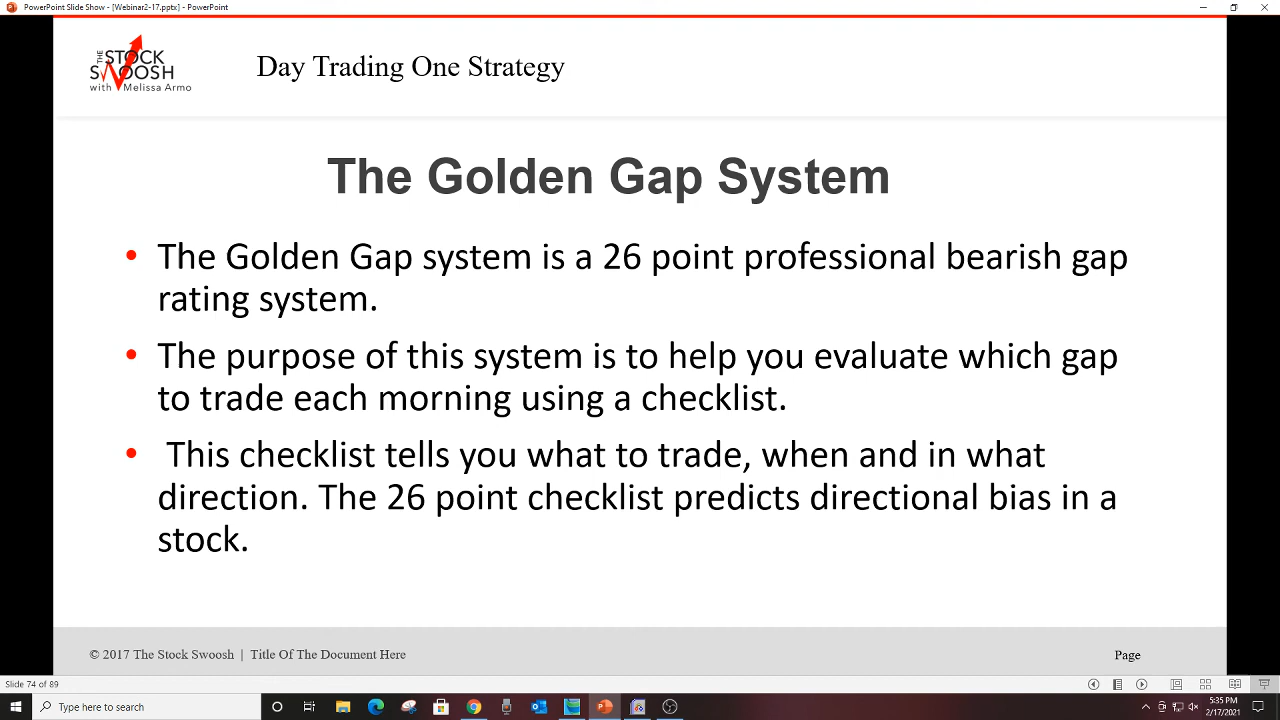 PowerPoint Slide Show - [Webinar2-17.pptx] - PowerPoint
THE
STOCK
SWOOSH
with Melissa Armo
Day Trading One Strategy
The Golden Gap System
• The Golden Gap system is a 26 point professional bearish gap
rating system.
• The purpose of this system is to help you evaluate which gap
to trade each morning using a checklist.
• This checklist tells you what to trade, when and in what
direction. The 26 point checklist predicts directional bias in a
stock.
© 2017 The Stock Swoosh | Title Of The Document Here
Page
Slide 74 of 89
Type here to search
5:35 PM
2/17/2021